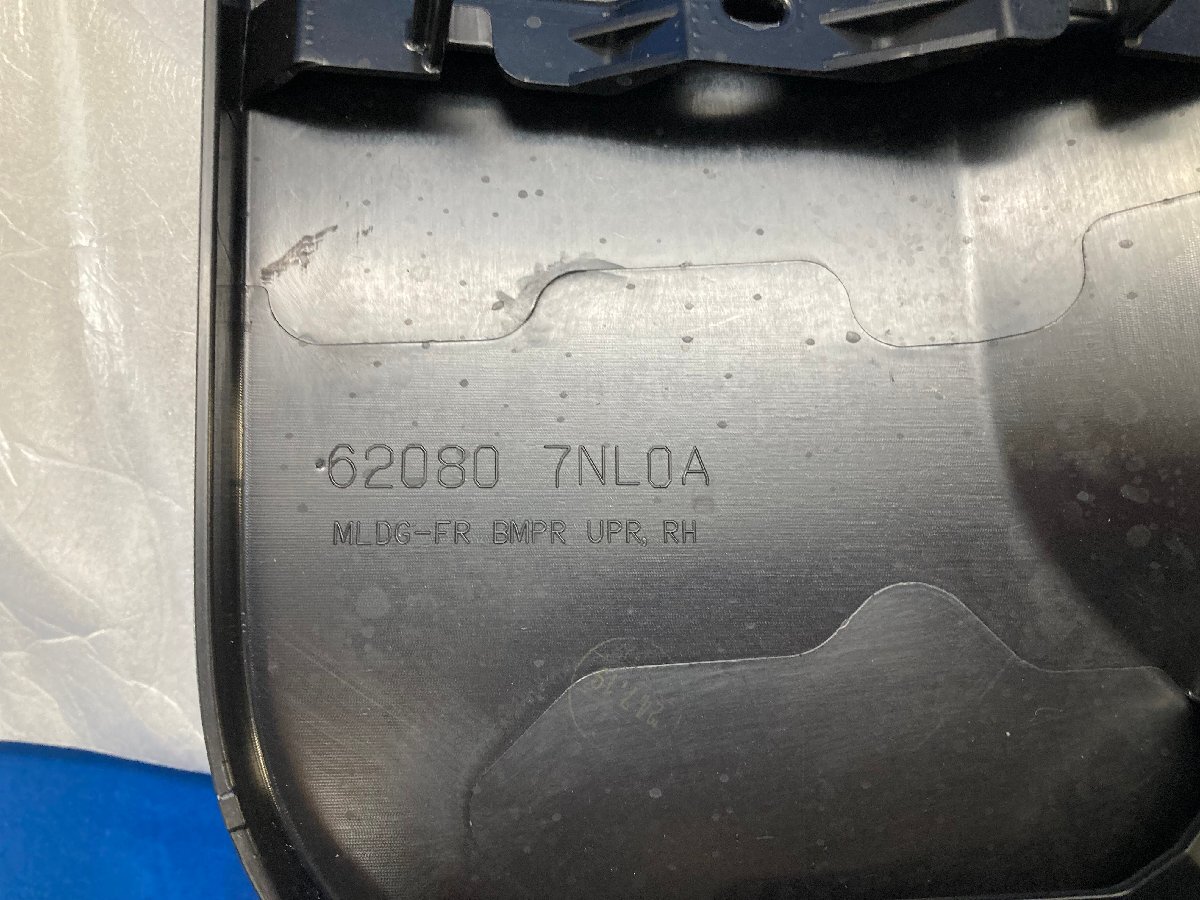 62080 7NL0A
MLDG-FR BMPR UPR, RH